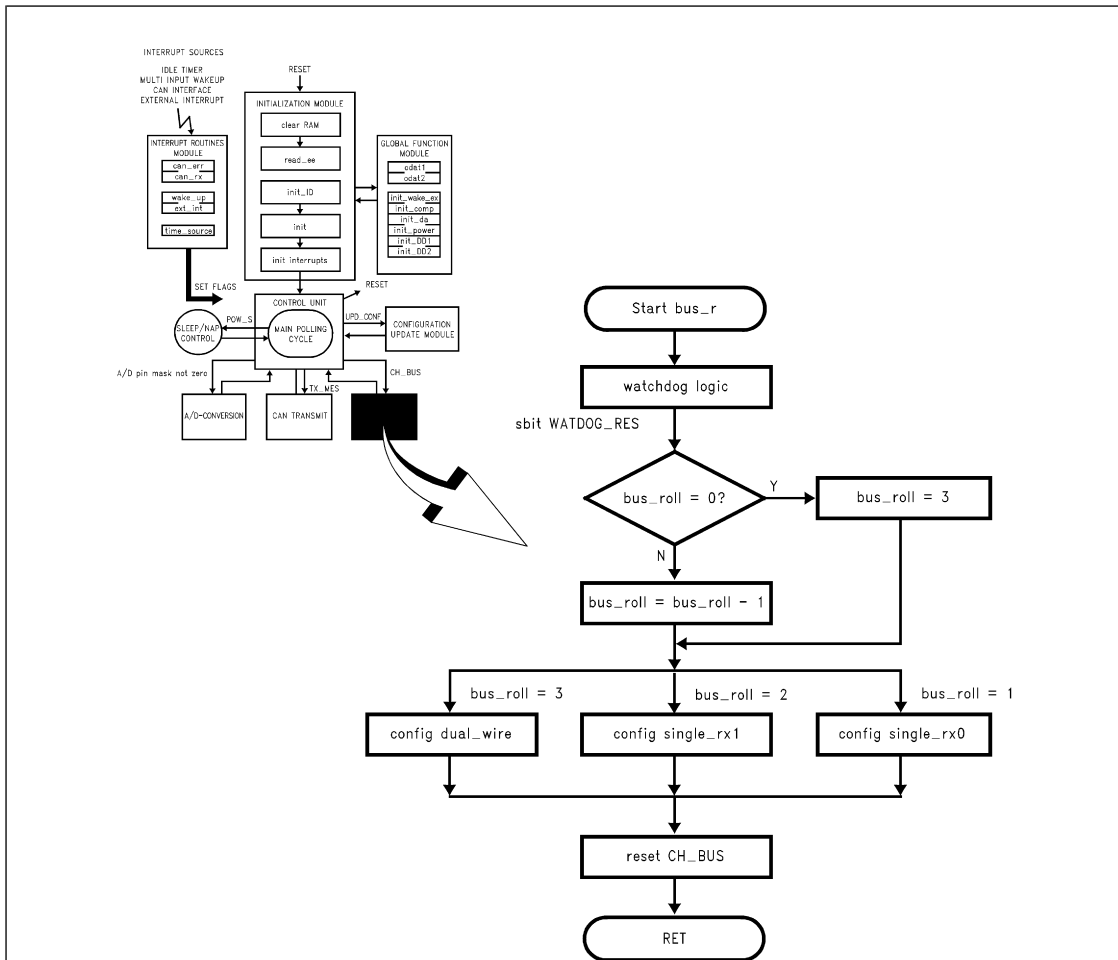 INTERRUPT SOURCES
IDLE TIMER
MULTI INPUT WAKEUP
CAN INTERFACE
EXTERNAL INTERRUPT
INTERRUPT ROUTINES
MODULE
can_err
can_rx
wake_up
ext_int
time_source
SET FLAGS
RESET
INITIALIZATION MODULE
clear RAM
read_ee
init_ID
init
init interrupts
GLOBAL FUNCTION
MODULE
odat1
odat2
init_wake_ex
init_comp
init_da
init_power
init_DD1
init_DD2
RESET
CONTROL UNIT
MAIN POLLING
CYCLE
POW_S
SLEEP/NAP
CONTROL
UPD_CONF
CONFIGURATION
UPDATE MODULE
A/D pin mask not zero
TX_MES
CH_BUS
A/D-CONVERSION
CAN TRANSMIT
Start bus_r
watchdog logic
sbit WATDOG_RES
bus_roll = 0?
Y
bus_roll = 3
N
bus_roll = bus_roll - 1
bus_roll = 3
bus_roll = 2
bus_roll = 1
config dual_wire
config single_rx1
config single_rx0
reset CH_BUS
RET